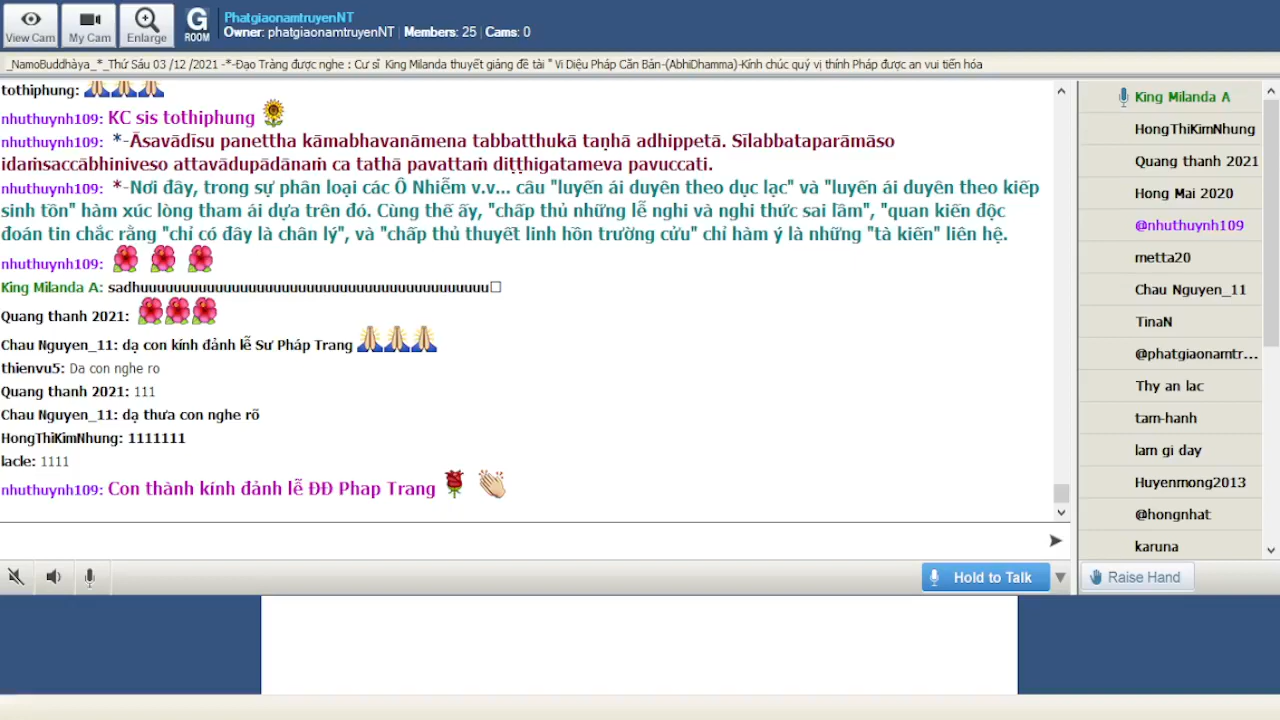 View Cam
My Cam
Enlarge
G
ROOM
PhatgiaonamtruyenNT
Owner: phatgiaonamtruyenNT | Members: 25 | Cams: 0
_NamoBuddhàya_*_Thứ Sáu 03 /12 /2021 -*-Đạo Tràng được nghe : Cư sĩ King Milanda thuyết giảng đề tài " Vi Diệu Pháp Căn Bản-(AbhiDhamma)-Kính chúc quý vị thính Pháp được an vui tiến hóa
tothiphung:
nhuthuynh109: KC sis tothiphung
nhuthuynh109: *-Āsavādīsu panettha kāmabhavanāmena tabbatthukā taṇhā adhippetā. Sīlabbataparāmāso
idaṁsaccābhiniveso attavādupādānaṁ ca tathā pavattaṁ diṭṭhigatameva pavuccati.
nhuthuynh109: *-Nơi đây, trong sự phân loại các Ô Nhiễm v.v... câu "luyến ái duyên theo dục lạc" và "luyến ái duyên theo kiếp
sinh tồn" hàm xúc lòng tham ái dựa trên đó. Cùng thế ấy, "chấp thủ những lễ nghi và nghi thức sai lầm", "quan kiến độc
đoán tin chắc rằng "chỉ có đây là chân lý", và "chấp thủ thuyết linh hồn trường cửu" chỉ hàm ý là những "tà kiến" liên hệ.
nhuthuynh109:
King Milanda A: sadhuuuuuuuuuuuuuuuuuuuuuuuuuuuuuuuuuuuuuuuuuu
Quang thanh 2021:
Chau Nguyen_11: dạ con kính đảnh lễ Sư Pháp Trang
thienvu5: Da con nghe ro
Quang thanh 2021: 111
Chau Nguyen_11: dạ thưa con nghe rõ
HongThiKimNhung: 1111111
lacle: 1111
nhuthuynh109: Con thành kính đảnh lễ ĐĐ Phap Trang
Hold to Talk
King Milanda A
HongThiKimNhung
Quang thanh 2021
Hong Mai 2020
@nhuthuynh109
metta20
Chau Nguyen_11
TinaN
@phatgiaonamtr...
Thy an lac
tam-hanh
lam gi day
Huyenmong2013
@hongnhat
karuna
Raise Hand